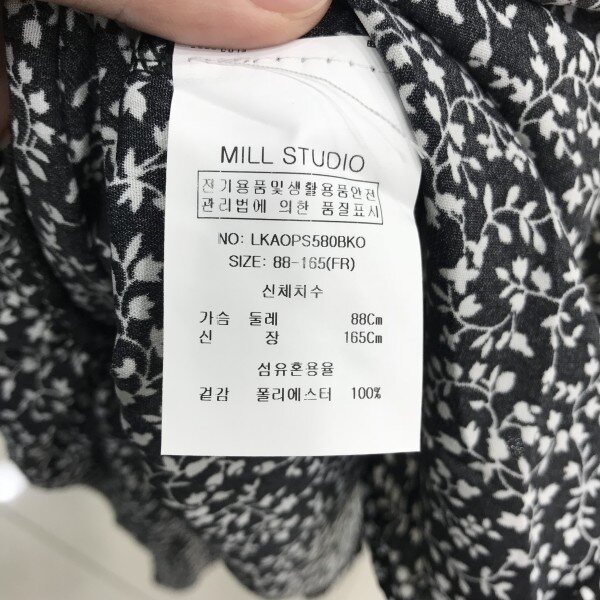 MILL STUDIO
전기용품및생활용품안전
관리법에 의한 품질표시
NO: LKAOPS580BKO
SIZE: 88-165(FR)
신체치수
가슴 둘레 88Cm
신 장 165Cm
섬유혼용율
겉감 폴리에스터 100%